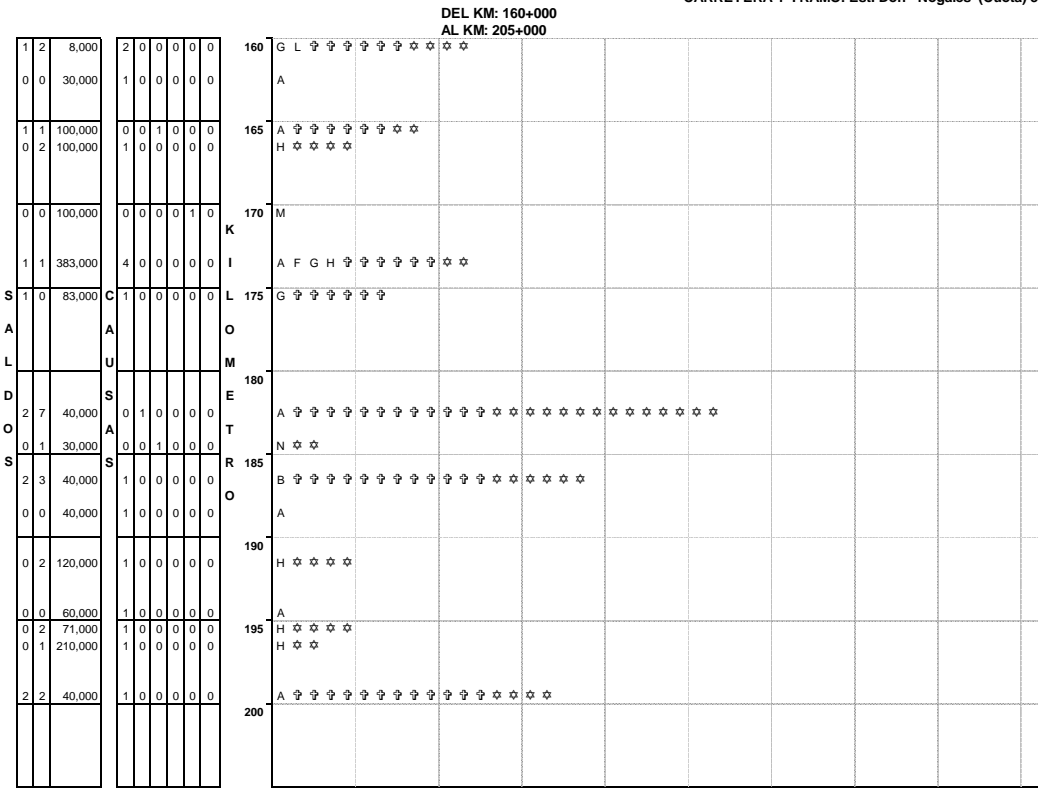 CARRETERA Y TRAMO: Est. Don - Nogales (Cuota)
DEL KM: 160+000
AL KM: 205+000
SALDOS
CAUSAS
KILOMETRO
1 2 8,000 2 0 0 0 0 0 160 G L ✞ ✞ ✞ ✞ ✞ ✞ ✡ ✡ ✡ ✡
0 0 30,000 1 0 0 0 0 0 A
1 1 100,000 0 0 1 0 0 0 165 A ✞ ✞ ✞ ✞ ✞ ✞ ✡ ✡
0 2 100,000 1 0 0 0 0 0 H ✡ ✡ ✡ ✡
0 0 100,000 0 0 0 0 1 0 170 M
1 1 383,000 4 0 0 0 0 0 A F G H ✞ ✞ ✞ ✞ ✞ ✞ ✡ ✡
1 0 83,000 1 0 0 0 0 0 175 G ✞ ✞ ✞ ✞ ✞ ✞
180
2 7 40,000 0 1 0 0 0 0 A ✞ ✞ ✞ ✞ ✞ ✞ ✞ ✞ ✞ ✞ ✞ ✞ ✡ ✡ ✡ ✡ ✡ ✡ ✡ ✡ ✡ ✡ ✡ ✡ ✡ ✡
0 1 30,000 0 0 1 0 0 0 N ✡ ✡
185
2 3 40,000 1 0 0 0 0 0 B ✞ ✞ ✞ ✞ ✞ ✞ ✞ ✞ ✞ ✞ ✞ ✞ ✡ ✡ ✡ ✡ ✡ ✡
0 0 40,000 1 0 0 0 0 0 A
190
0 2 120,000 1 0 0 0 0 0 H ✡ ✡ ✡ ✡
0 0 60,000 1 0 0 0 0 0 A
0 2 71,000 1 0 0 0 0 0 195 H ✡ ✡ ✡ ✡
0 1 210,000 1 0 0 0 0 0 H ✡ ✡
2 2 40,000 1 0 0 0 0 0 A ✞ ✞ ✞ ✞ ✞ ✞ ✞ ✞ ✞ ✞ ✞ ✞ ✡ ✡ ✡ ✡
200